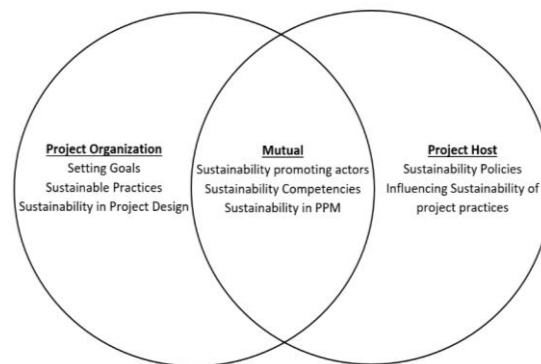 Project Organization
Setting Goals
Sustainable Practices
Sustainability in Project Design
Mutual
Sustainability promoting actors
Sustainability Competencies
Sustainability in PPM
Project Host
Sustainability Policies
Influencing Sustainability of
project practices